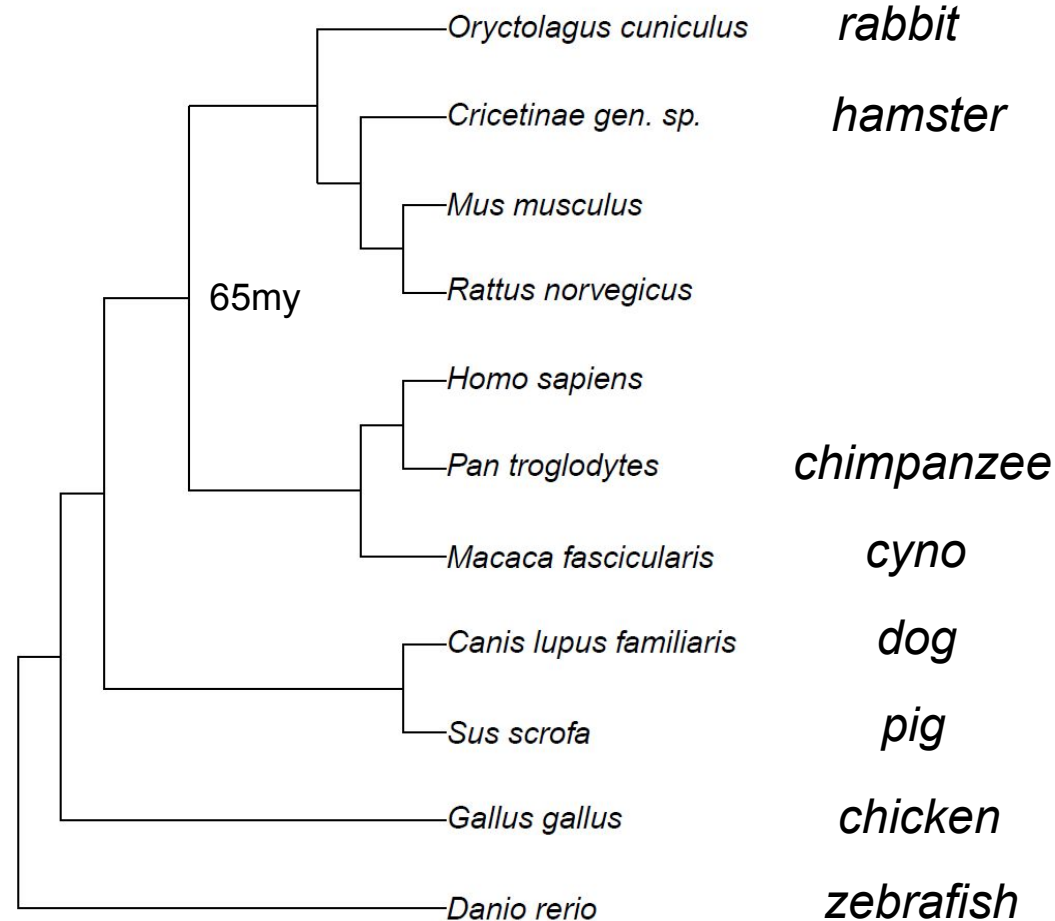 Oryctolagus cuniculus rabbit
Cricetinae gen. sp. hamster
Mus musculus
Rattus norvegicus
65my
Homo sapiens
Pan troglodytes chimpanzee
Macaca fascicularis cyno
Canis lupus familiaris dog
Sus scrofa pig
Gallus gallus chicken
Danio rerio zebrafish